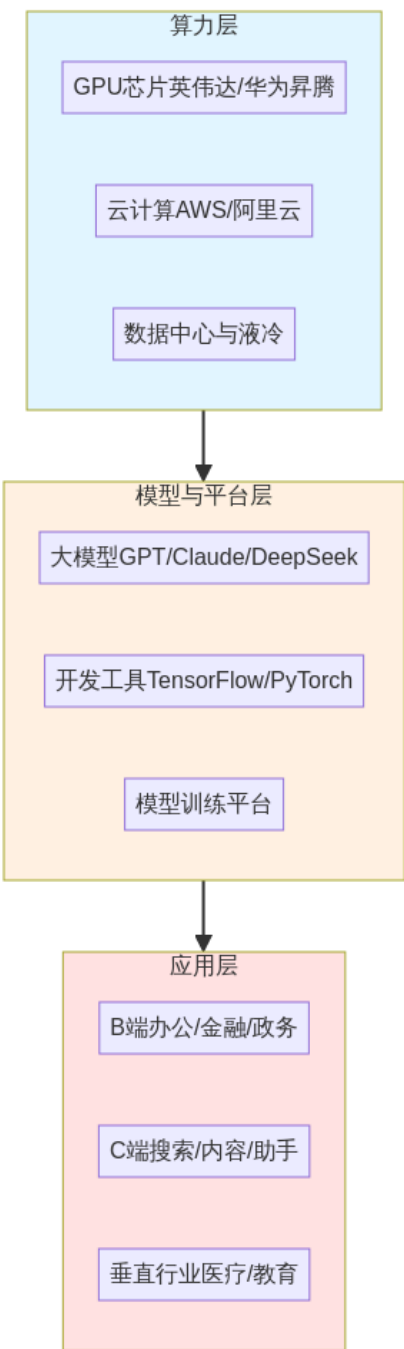 算力层
GPU芯片英伟达/华为昇腾
云计算AWS/阿里云
数据中心与液冷
模型与平台层
大模型GPT/Claude/DeepSeek
开发工具TensorFlow/PyTorch
模型训练平台
应用层
B端办公/金融/政务
C端搜索/内容/助手
垂直行业医疗/教育